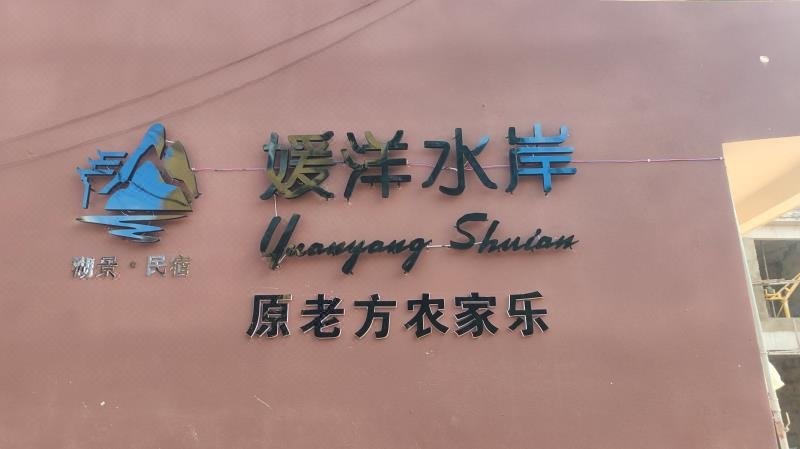 媛洋水岸
Yuanyang Shuian
湖景·民宿
原老方农家乐